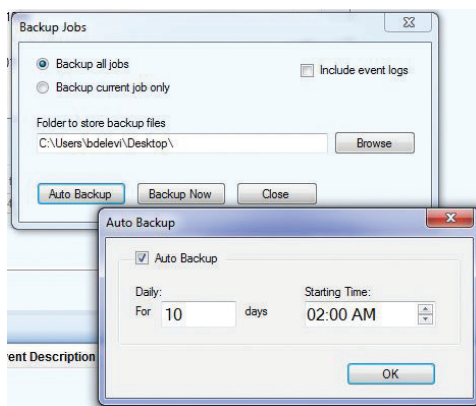 Backup Jobs
Backup all jobs
Include event logs
Backup current job only
Folder to store backup files
C:\Users\bdelevi\Desktop\
Browse
Auto Backup Backup Now Close
Auto Backup
Auto Backup
Daily: Starting Time:
For 10 days 02:00 AM
ent Description
OK